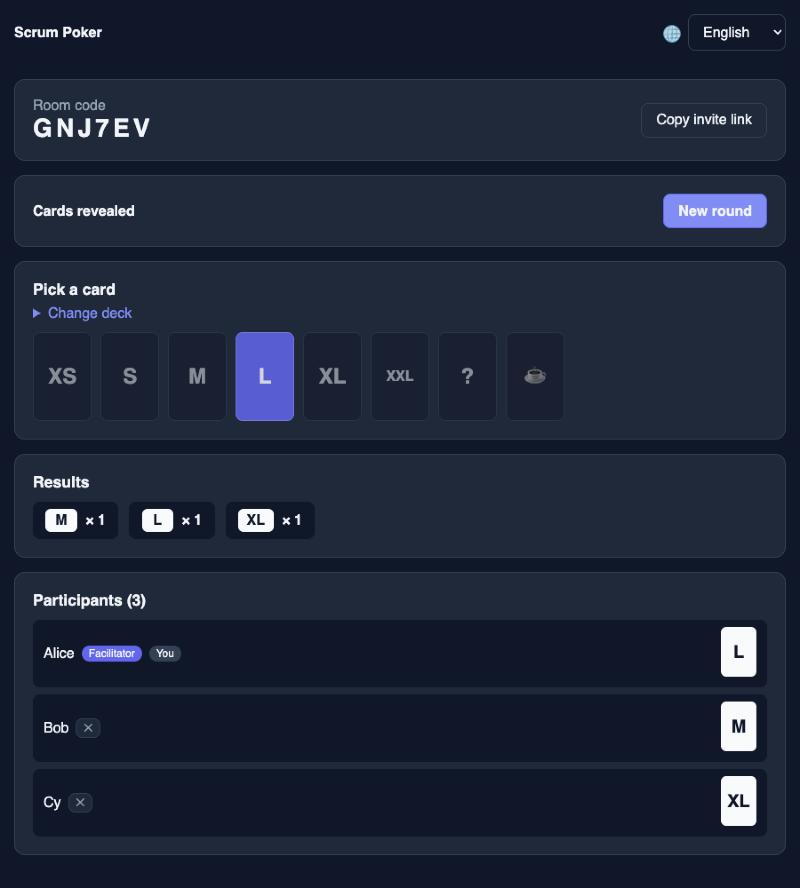 Scrum Poker
🌐 English
Room code
GNJ7EV
Copy invite link
Cards revealed
New round
Pick a card
▶ Change deck
XS S M L XL XXL ? ☕
Results
M × 1 L × 1 XL × 1
Participants (3)
Alice Facilitator You L
Bob ✕ M
Cy ✕ XL